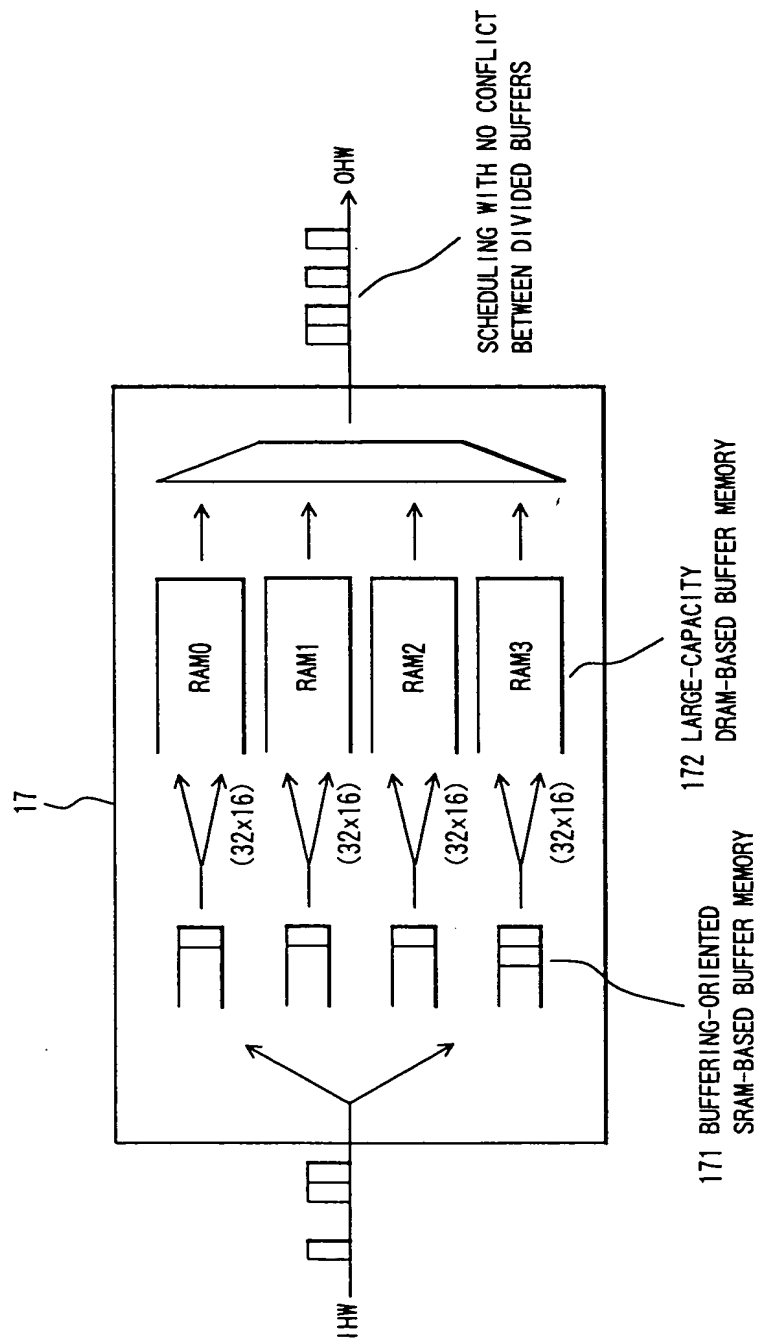 17
IHW
(32x16)
(32x16)
(32x16)
(32x16)
RAM0
RAM1
RAM2
RAM3
OHW
SCHEDULING WITH NO CONFLICT
BETWEEN DIVIDED BUFFERS
171 BUFFERING-ORIENTED
SRAM-BASED BUFFER MEMORY
172 LARGE-CAPACITY
DRAM-BASED BUFFER MEMORY